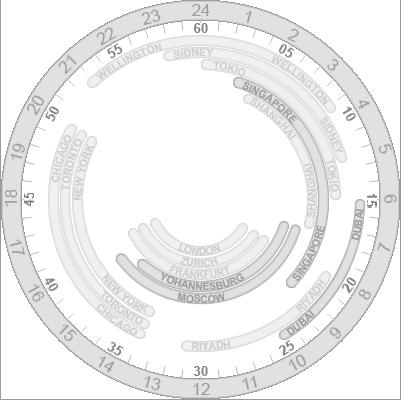 24
1
2
3
4
5
6
7
8
9
10
11
12
13
14
15
16
17
18
19
20
21
22
23
60
05
10
15
20
25
30
35
40
45
50
55
WELLINGTON
WELLINGTON
SiDNEY
SiDNEY
TOKIO
TOKIO
SINGAPORE
SINGAPORE
SHANGHAI
SHANGHAI
DUBAI
DUBAI
RIYADH
RIYADH
CHICAGO
TORONTO
NEW YORK
NEW YORK
TORONTO
CHICAGO
LONDON
ZURICH
FRANKFURT
YOHANNESBURG
MOSCOW